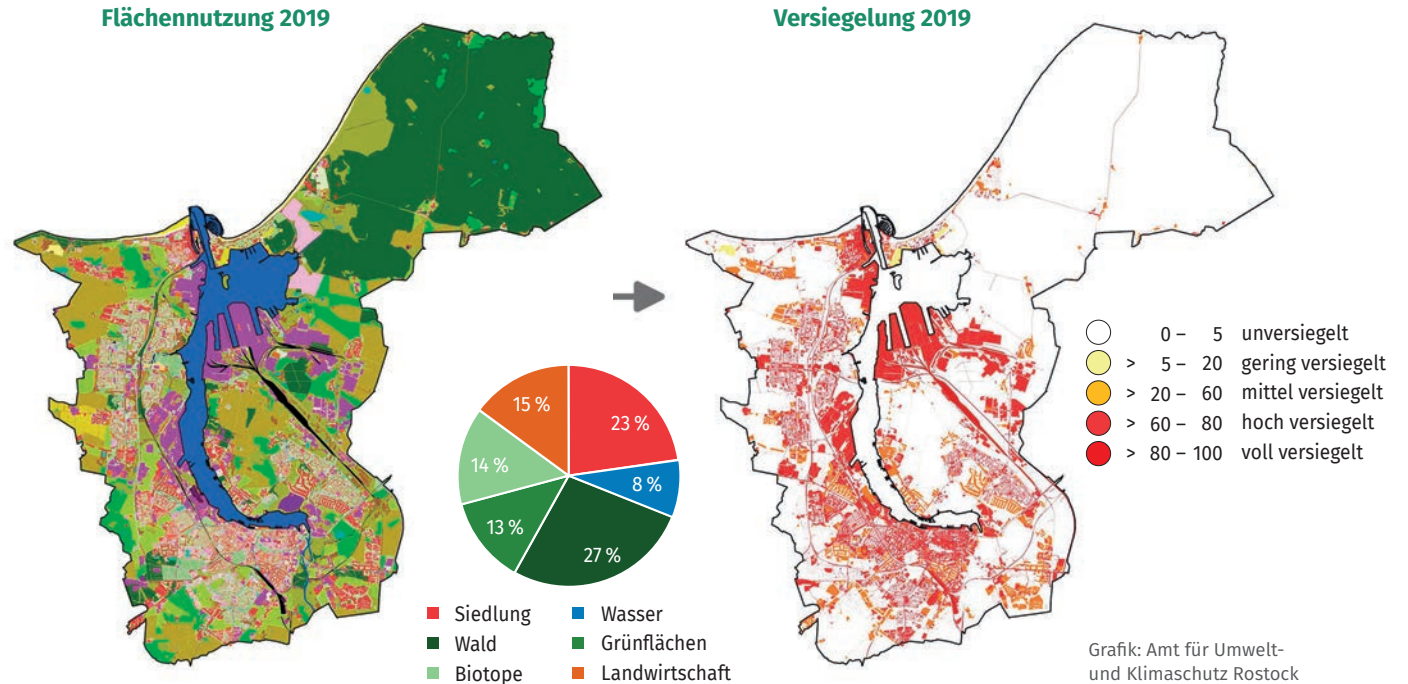 Flächennutzung 2019
Versiegelung 2019
23 %
8 %
27 %
13 %
14 %
15 %
Siedlung
Wald
Biotope
Wasser
Grünflächen
Landwirtschaft
0 – 5 unversiegelt
> 5 – 20 gering versiegelt
> 20 – 60 mittel versiegelt
> 60 – 80 hoch versiegelt
> 80 – 100 voll versiegelt
Grafik: Amt für Umwelt-
und Klimaschutz Rostock